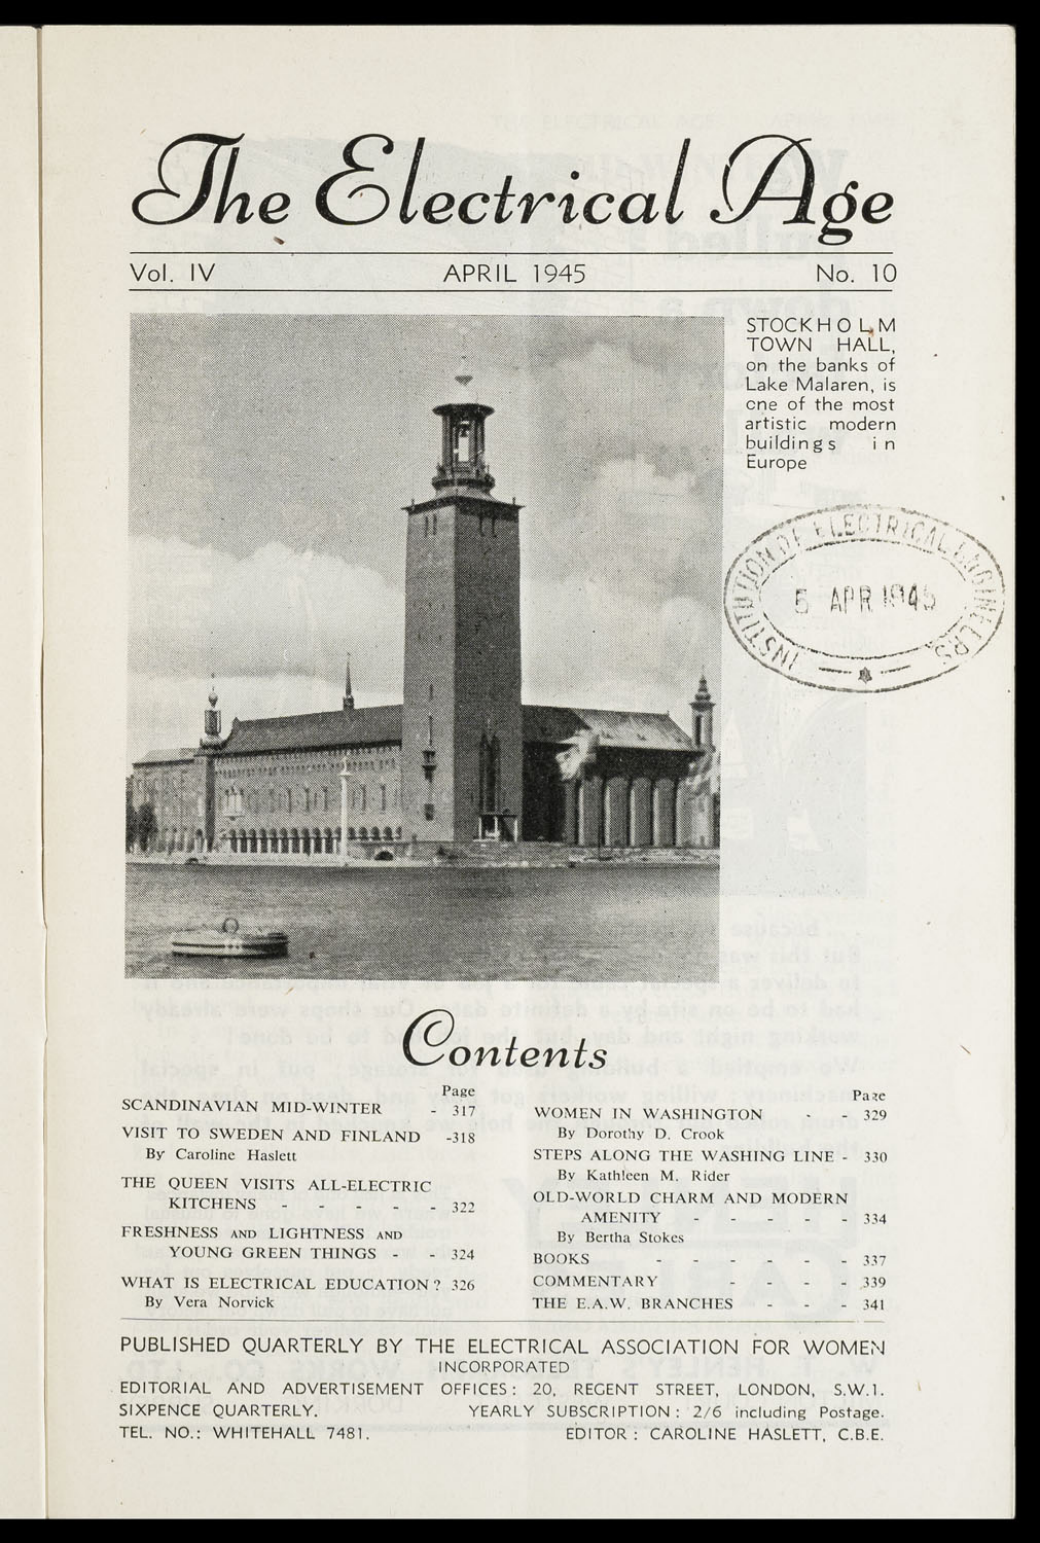 The Electrical Age
Vol. IV APRIL 1945 No. 10
STOCKHOLM
TOWN HALL,
on the banks of
Lake Malaren, is
one of the most
artistic modern
buildings in
Europe
INSTITUTION OF ELECTRICAL ENGINEERS
5 APR 1945
Contents
Page
SCANDINAVIAN MID-WINTER - 317
VISIT TO SWEDEN AND FINLAND -318
By Caroline Haslett
THE QUEEN VISITS ALL-ELECTRIC
KITCHENS - - - - - 322
FRESHNESS AND LIGHTNESS AND
YOUNG GREEN THINGS - - 324
WHAT IS ELECTRICAL EDUCATION? 326
By Vera Norvick
Page
WOMEN IN WASHINGTON - - 329
By Dorothy D. Crook
STEPS ALONG THE WASHING LINE - 330
By Kathleen M. Rider
OLD-WORLD CHARM AND MODERN
AMENITY - - - - - 334
By Bertha Stokes
BOOKS - - - - - - 337
COMMENTARY - - - - 339
THE E.A.W. BRANCHES - - - 341
PUBLISHED QUARTERLY BY THE ELECTRICAL ASSOCIATION FOR WOMEN
INCORPORATED
EDITORIAL AND ADVERTISEMENT OFFICES: 20, REGENT STREET, LONDON, S.W.1.
SIXPENCE QUARTERLY. YEARLY SUBSCRIPTION: 2/6 including Postage.
TEL. NO.: WHITEHALL 7481. EDITOR: CAROLINE HASLETT, C.B.E.